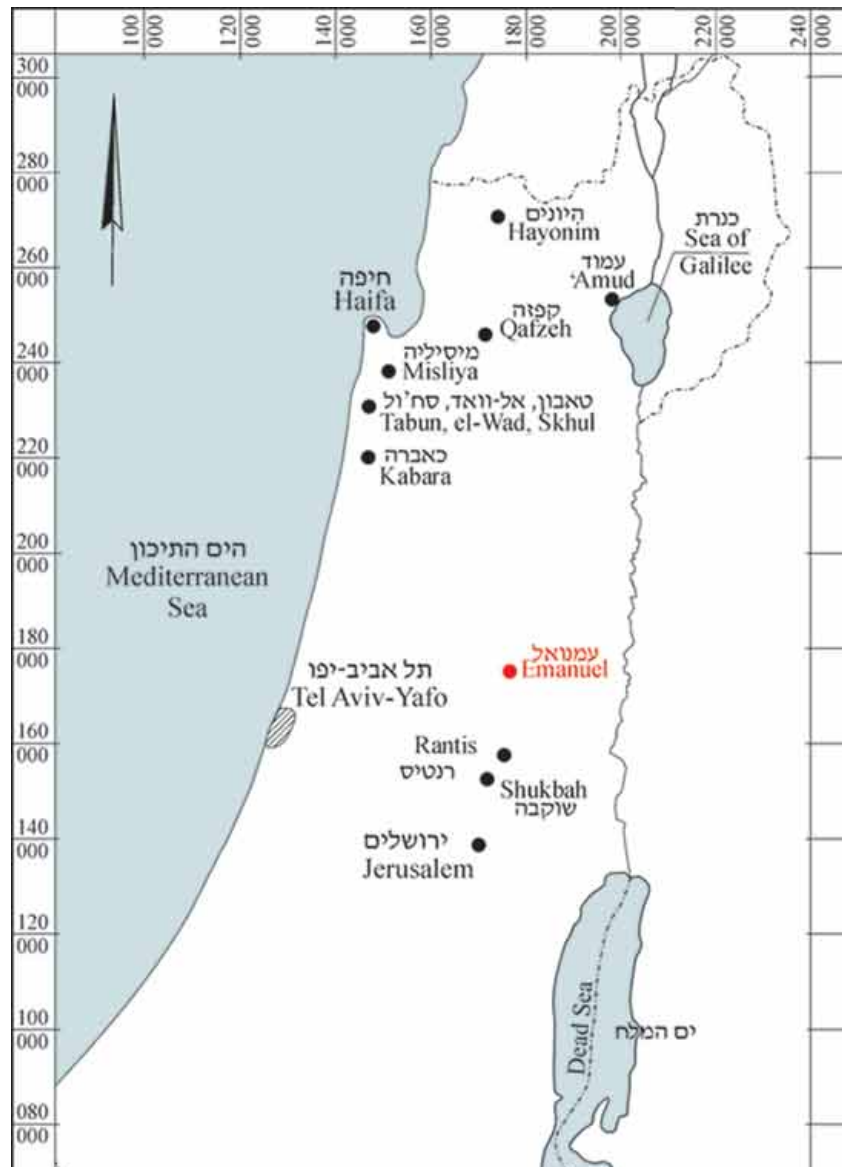 100
000
120
000
140
000
160
000
180
000
200
000
220
000
240
000
300
000
280
000
260
000
240
000
220
000
200
000
180
000
160
000
140
000
120
000
100
000
080
000
היונים
Hayonim
כנרת
Sea of
Galilee
עמוד
'Amud
חיפה
Haifa
קפזה
Qafzeh
מיסיליה
Misliya
טאבון, אל-וואד, סח'ול
Tabun, el-Wad, Skhul
כאברה
Kabara
הים התיכון
Mediterranean
Sea
עמנואל
Emanuel
תל אביב-יפו
Tel Aviv-Yafo
Rantis
רנטיס
Shukbah
שוקבה
ירושלים
Jerusalem
Dead Sea
ים המלח